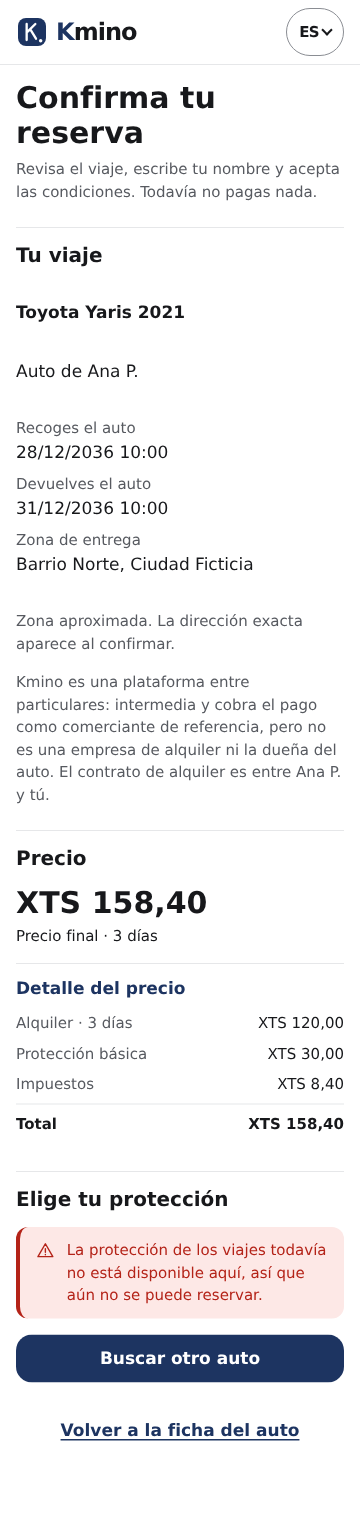 K. Kmino
ES
Confirma tu
reserva
Revisa el viaje, escribe tu nombre y acepta
las condiciones. Todavía no pagas nada.
Tu viaje
Toyota Yaris 2021
Auto de Ana P.
Recoges el auto
28/12/2036 10:00
Devuelves el auto
31/12/2036 10:00
Zona de entrega
Barrio Norte, Ciudad Ficticia
Zona aproximada. La dirección exacta
aparece al confirmar.
Kmino es una plataforma entre
particulares: intermedia y cobra el pago
como comerciante de referencia, pero no
es una empresa de alquiler ni la dueña del
auto. El contrato de alquiler es entre Ana P.
y tú.
Precio
XTS 158,40
Precio final · 3 días
Detalle del precio
Alquiler · 3 días XTS 120,00
Protección básica XTS 30,00
Impuestos XTS 8,40
Total XTS 158,40
Elige tu protección
La protección de los viajes todavía
no está disponible aquí, así que
aún no se puede reservar.
Buscar otro auto
Volver a la ficha del auto